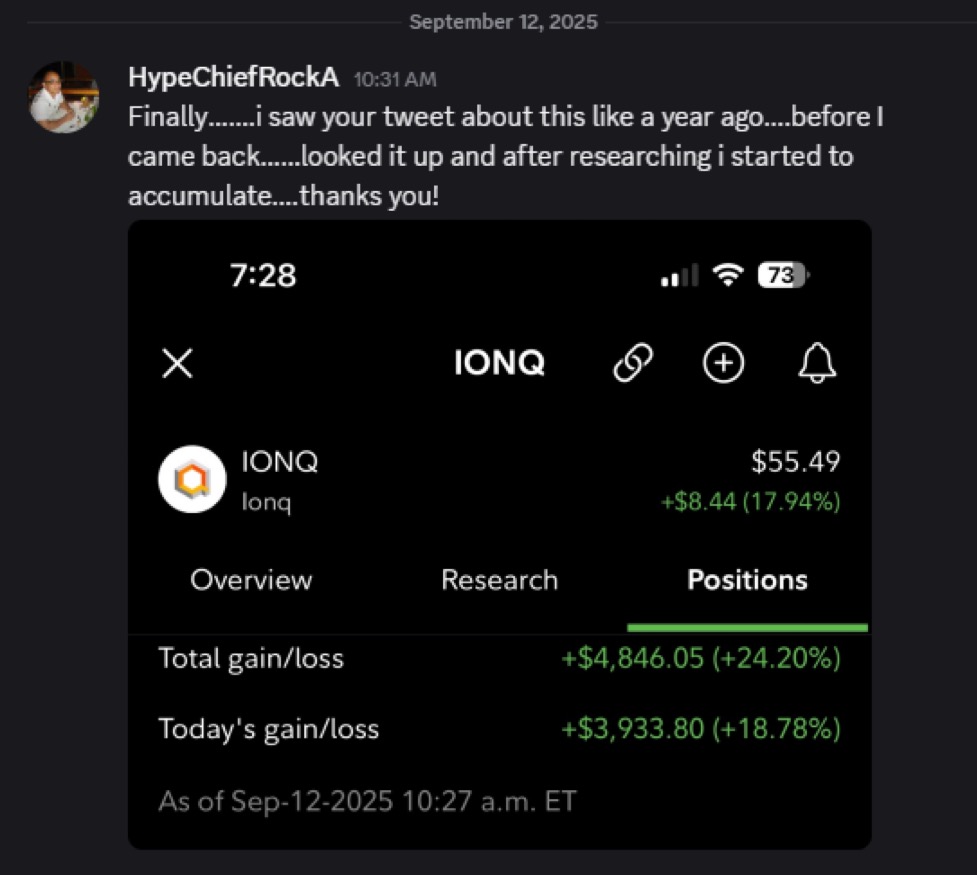 September 12, 2025
HypeChiefRockA 10:31 AM
Finally.......i saw your tweet about this like a year ago....before I
came back......looked it up and after researching i started to
accumulate....thanks you!
7:28 73
IONQ
IONQ $55.49
Ionq +$8.44 (17.94%)
Overview Research Positions
Total gain/loss +$4,846.05 (+24.20%)
Today's gain/loss +$3,933.80 (+18.78%)
As of Sep-12-2025 10:27 a.m. ET